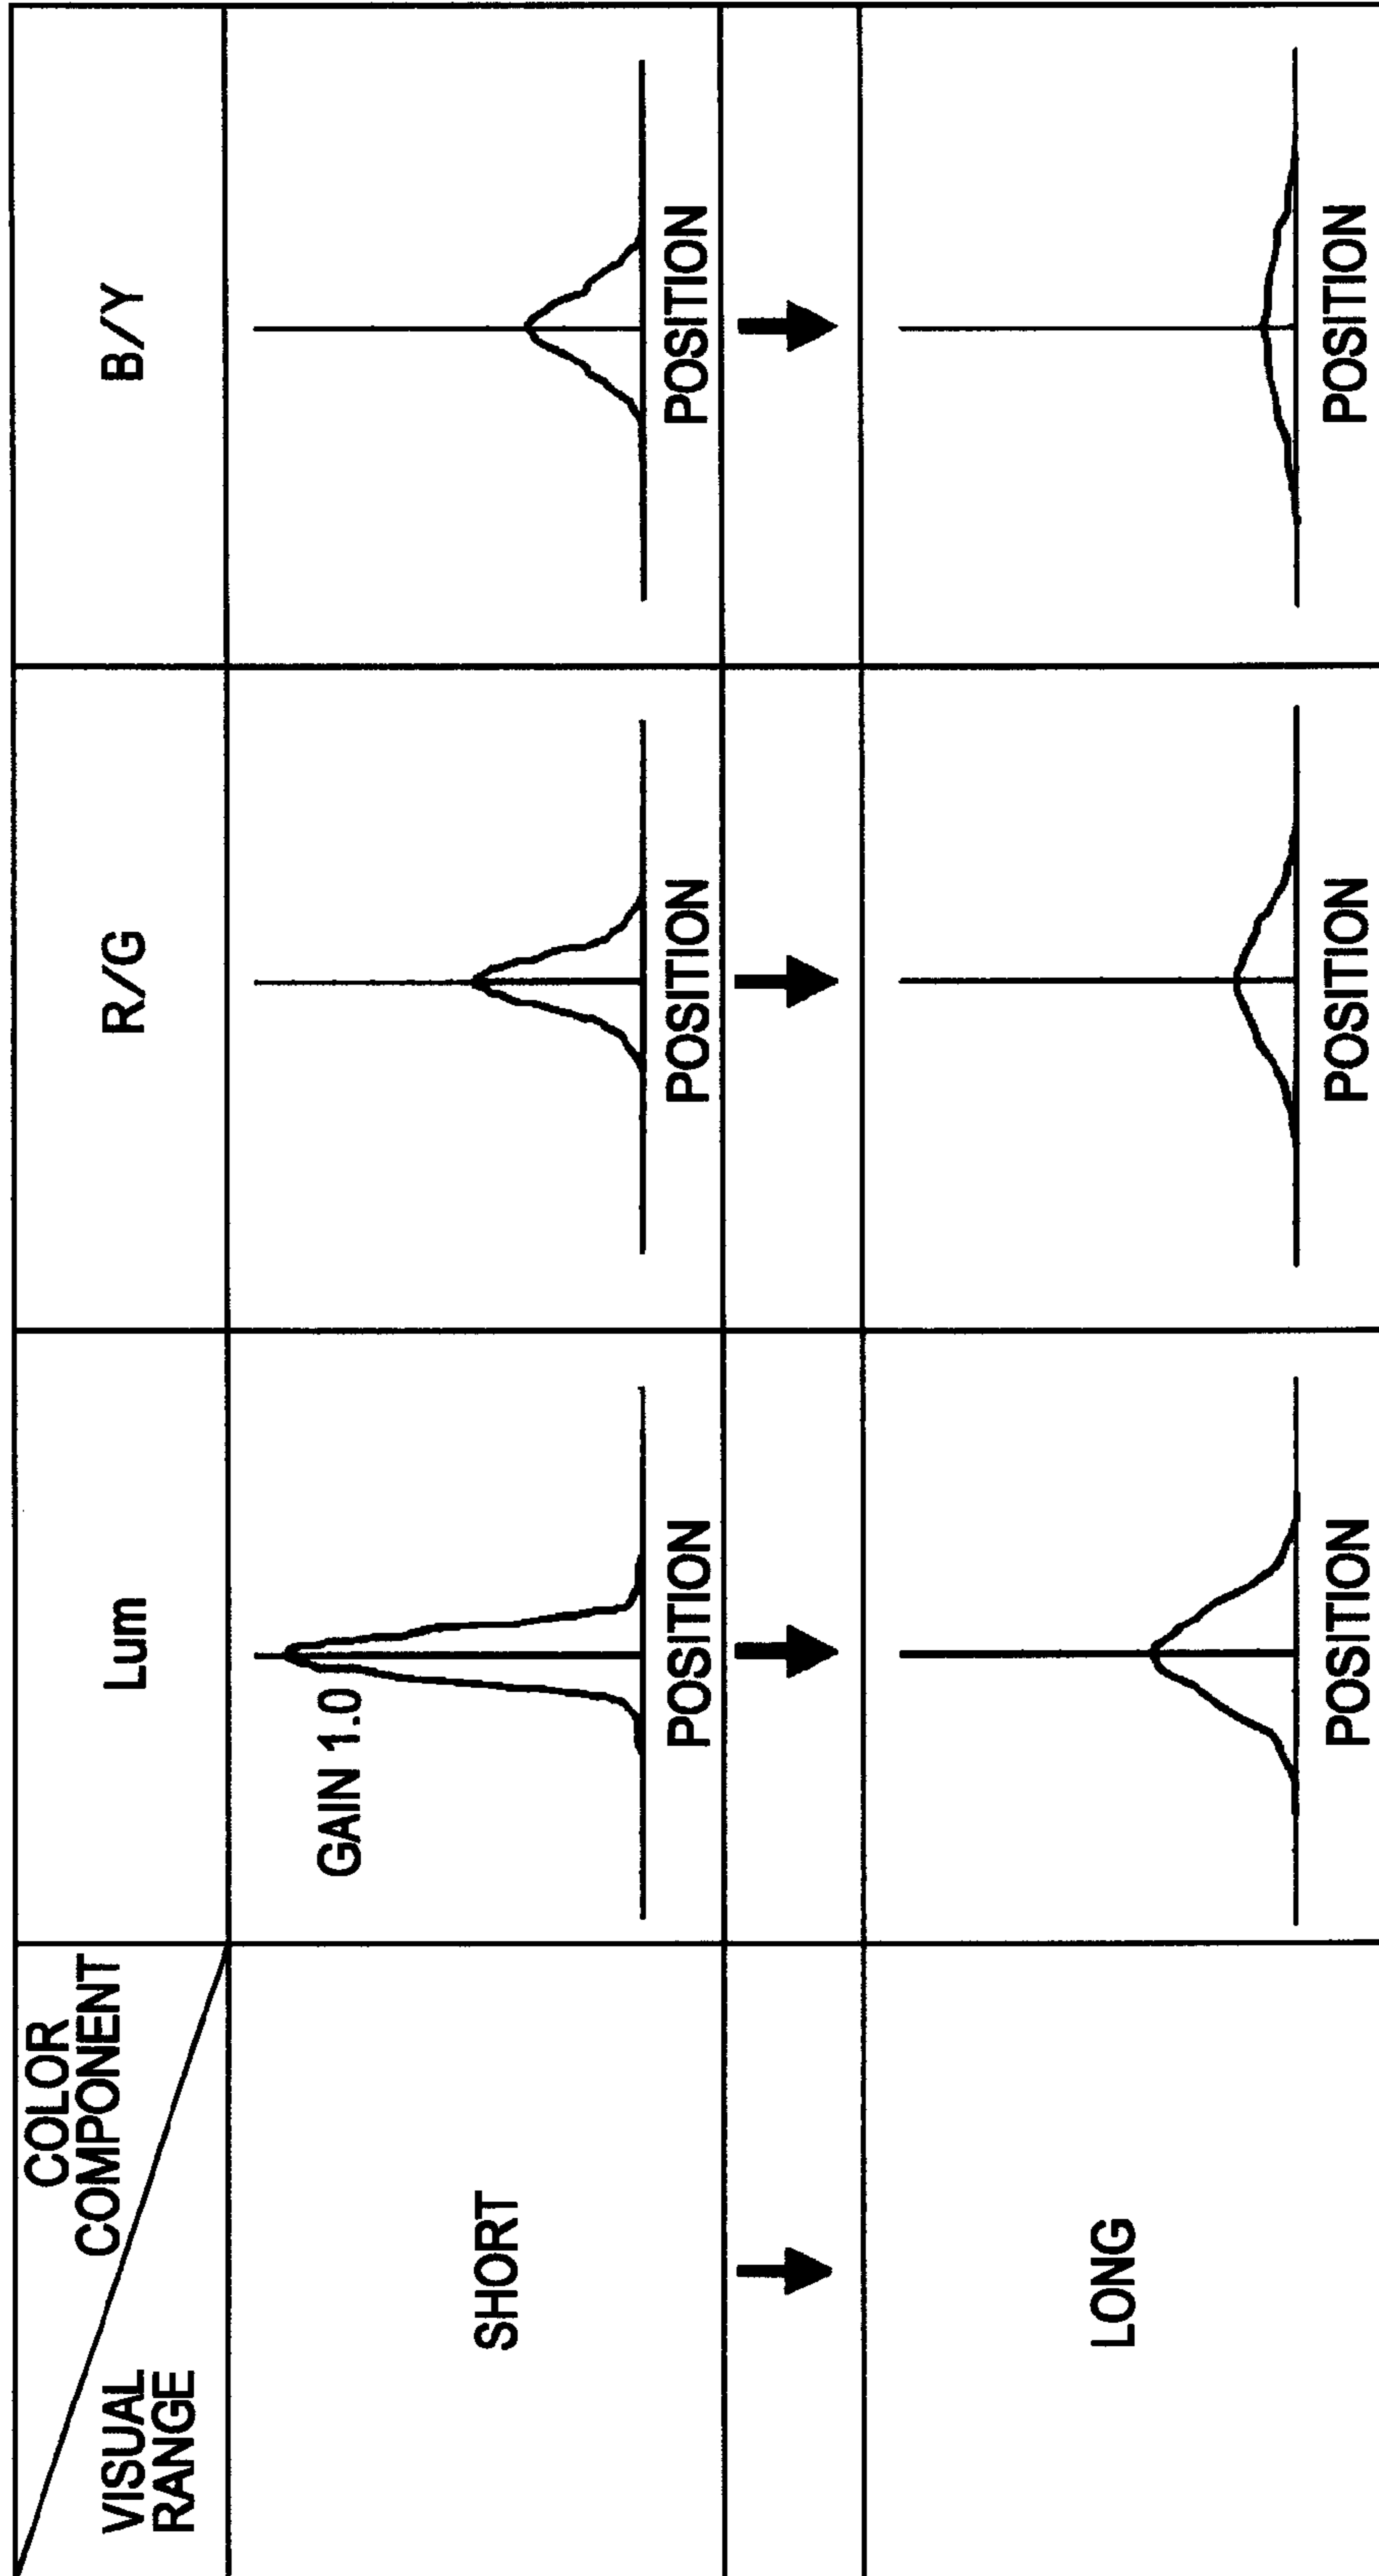 COLOR
COMPONENT
VISUAL
RANGE
Lum
R/G
B/Y
SHORT
GAIN 1.0
POSITION
POSITION
POSITION
LONG
POSITION
POSITION
POSITION